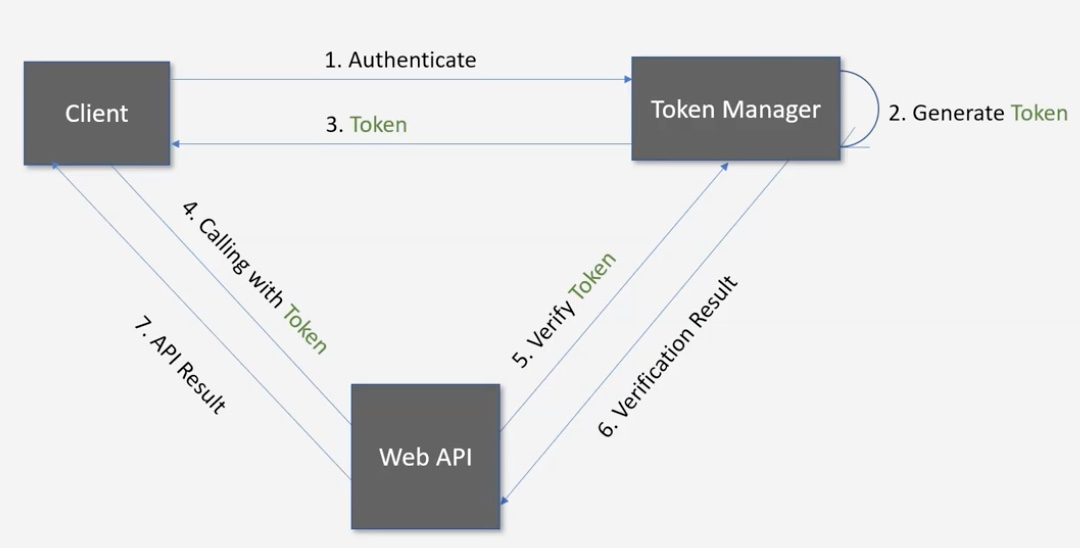 1. Authenticate
Client
Token Manager
2. Generate Token
3. Token
4. Calling with Token
5. Verify Token
6. Verification Result
7. API Result
Web API